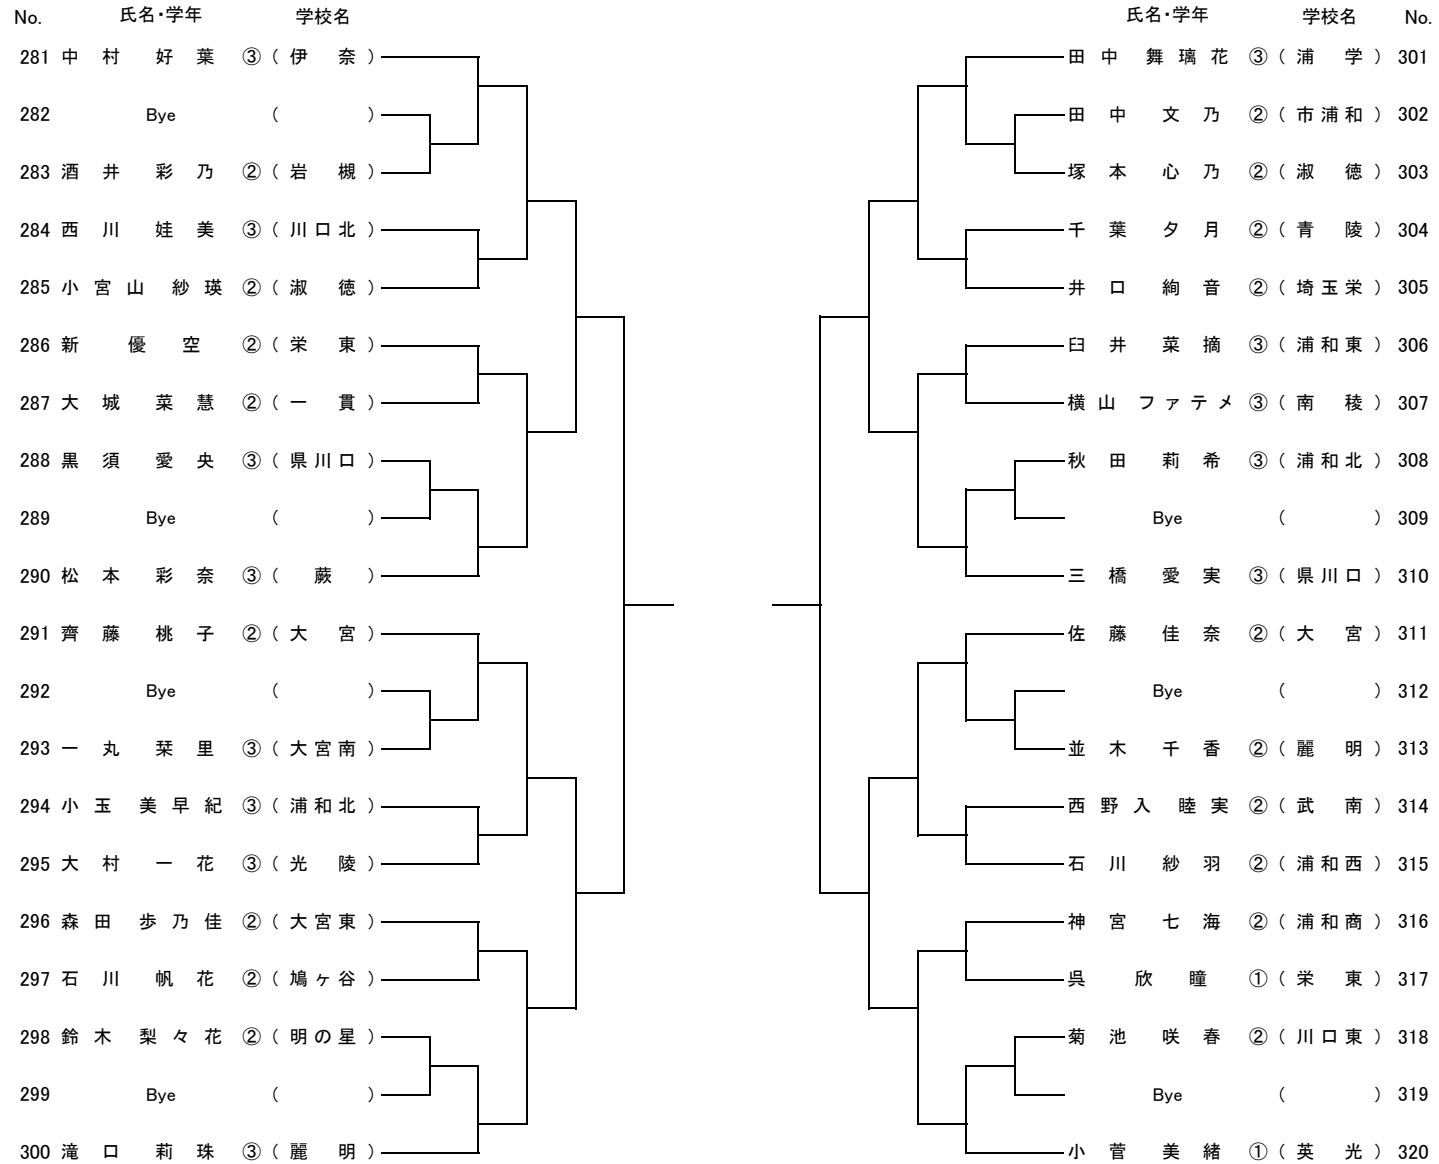 No. 氏名・学年 学校名
281 中村 好葉 ③（伊奈）
282 Bye （ ）
283 酒井 彩乃 ②（岩槻）
284 西川 娃美 ③（川口北）
285 小宮山 紗瑛 ②（淑徳）
286 新 優空 ②（栄東）
287 大城 菜慧 ②（一貫）
288 黒須 愛央 ③（県川口）
289 Bye （ ）
290 松本 彩奈 ③（蕨）
291 齊藤 桃子 ②（大宮）
292 Bye （ ）
293 一丸 栞里 ③（大宮南）
294 小玉 美早紀 ③（浦和北）
295 大村 一花 ③（光陵）
296 森田 歩乃佳 ②（大宮東）
297 石川 帆花 ②（鳩ヶ谷）
298 鈴木 梨々花 ②（明の星）
299 Bye （ ）
300 滝口 莉珠 ③（麗明）
氏名・学年 学校名 No.
田中 舞璃花 ③（浦学）301
田中 文乃 ②（市浦和）302
塚本 心乃 ②（淑徳）303
千葉 夕月 ②（青陵）304
井口 絢音 ②（埼玉栄）305
臼井 菜摘 ③（浦和東）306
横山 ファテメ ③（南稜）307
秋田 莉希 ③（浦和北）308
Bye （ ）309
三橋 愛実 ③（県川口）310
佐藤 佳奈 ②（大宮）311
Bye （ ）312
並木 千香 ②（麗明）313
西野入 睦実 ②（武南）314
石川 紗羽 ②（浦和西）315
神宮 七海 ②（浦和商）316
呉 欣瞳 ①（栄東）317
菊池 咲春 ②（川口東）318
Bye （ ）319
小菅 美緒 ①（英光）320